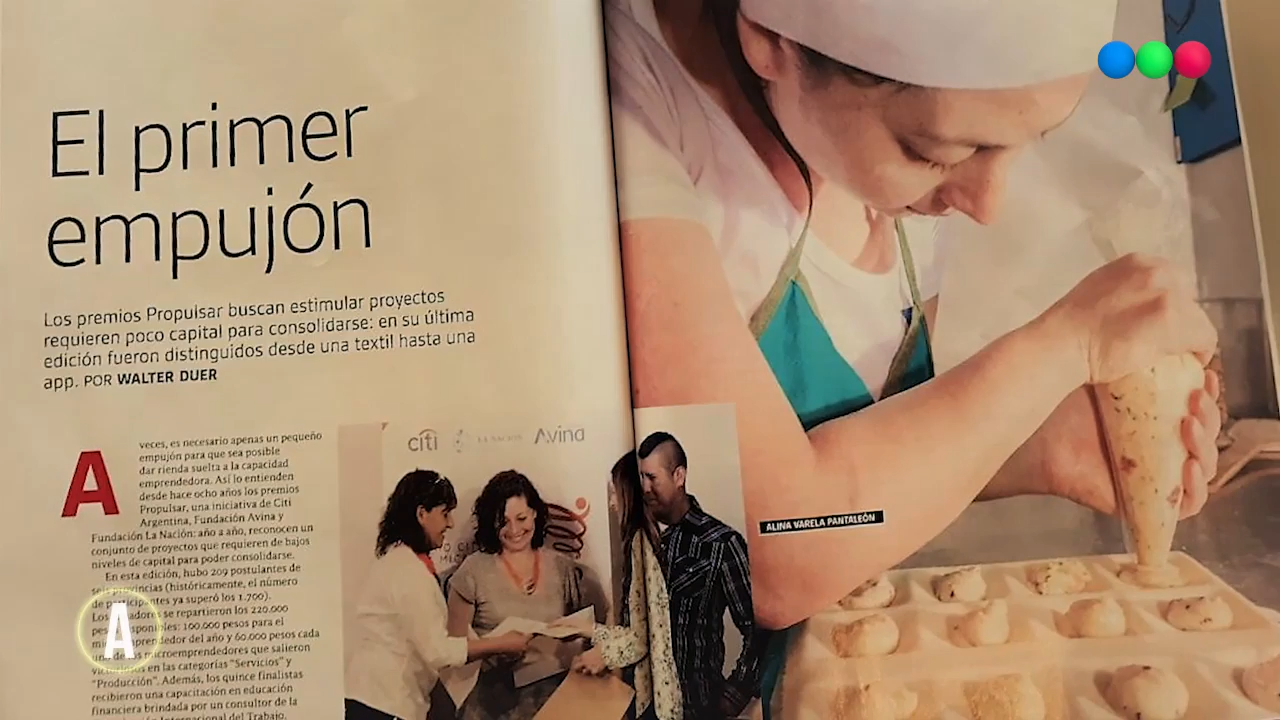 El primer
empujón
Los premios Propulsar buscan estimular proyectos
requieren poco capital para consolidarse: en su última
edición fueron distinguidos desde una textil hasta una
app. POR WALTER DUER
A
veces, es necesario apenas un pequeño
empujón para que sea posible
dar rienda suelta a la capacidad
emprendedora. Así lo entienden
desde hace ocho años los premios
Propulsar, una iniciativa de Citi
Argentina, Fundación Avina y
Fundación La Nación: año a año, reconocen un
conjunto de proyectos que requieren de bajos
niveles de capital para poder consolidarse.
En esta edición, hubo 209 postulantes de
seis provincias (históricamente, el número
de participantes ya superó los 1.700).
Los se repartieron los 220.000
100.000 pesos para el
del año y 60.000 pesos cada
microemprendedores que salieron
en las categorías "Servicios" y
"Producción". Además, los quince finalistas
recibieron una capacitación en educación
financiera brindada por un consultor de la
Internacional del Trabajo.
citi
LA NACION
Avina
ALINA VARELA PANTALEÓN
A